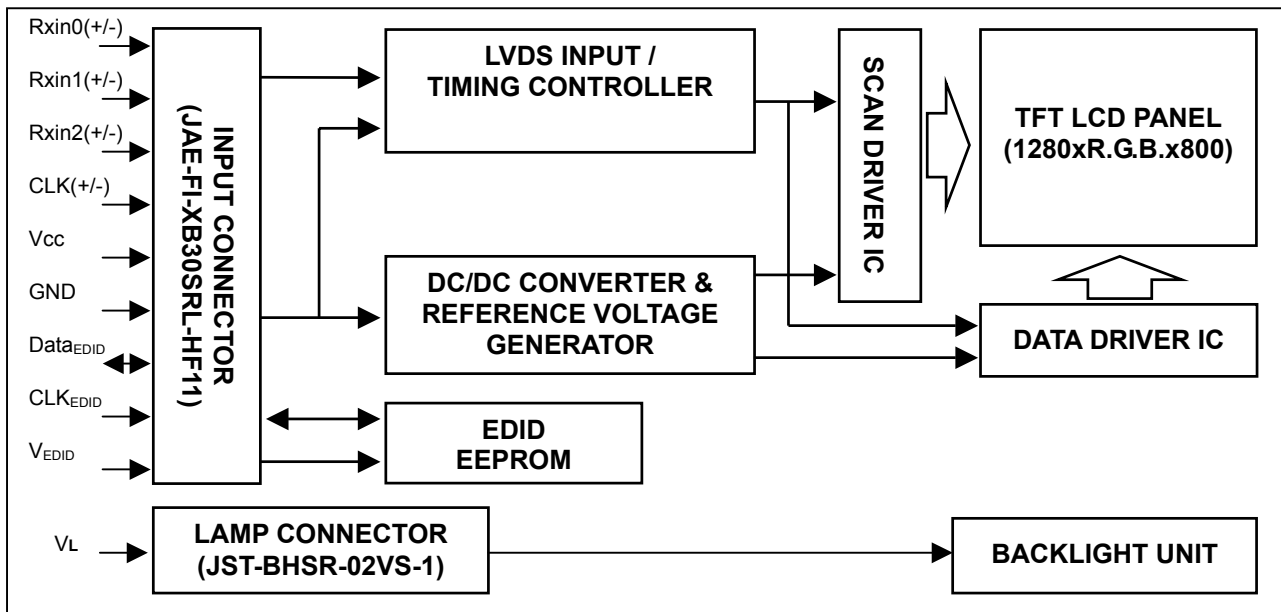 Rxin0(+/-)
Rxin1(+/-)
Rxin2(+/-)
CLK(+/-)
Vcc
GND
DataEDID
CLKEDID
VEDID
VL
INPUT CONNECTOR
(JAE-FI-XB30SRL-HF11)
LVDS INPUT /
TIMING CONTROLLER
DC/DC CONVERTER &
REFERENCE VOLTAGE
GENERATOR
EDID
EEPROM
LAMP CONNECTOR
(JST-BHSR-02VS-1)
SCAN DRIVER IC
TFT LCD PANEL
(1280xR.G.B.x800)
DATA DRIVER IC
BACKLIGHT UNIT